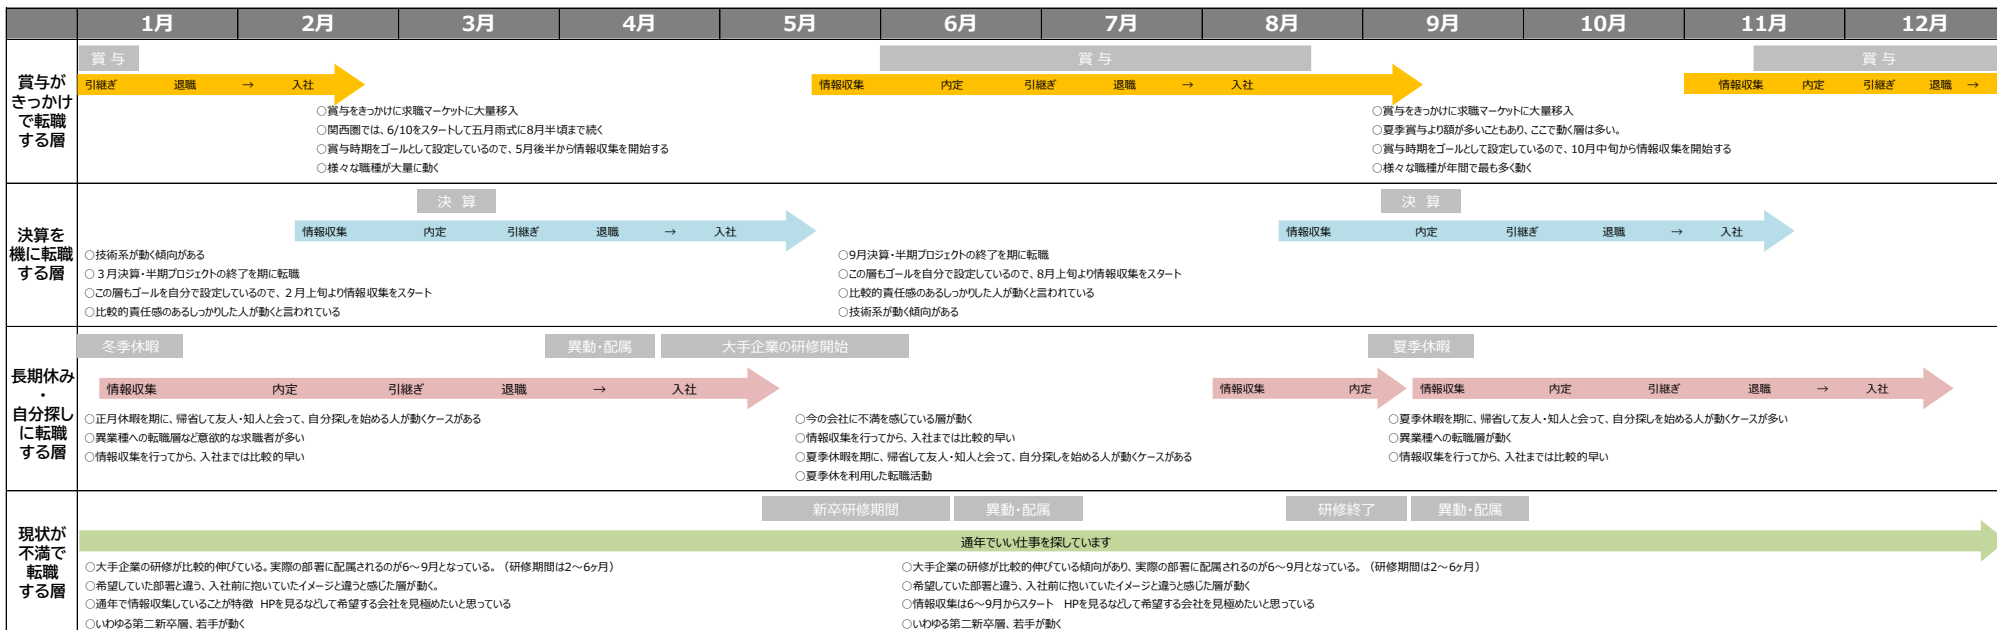 1月 2月 3月 4月 5月 6月 7月 8月 9月 10月 11月 12月
賞与が
きっかけ
で転職
する層
賞 与
賞 与
賞 与
引継ぎ 退職 → 入社
情報収集 内定 引継ぎ 退職 → 入社
情報収集 内定 引継ぎ 退職 →
○賞与をきっかけに求職マーケットに大量移入
○関西圏では、6/10をスタートして五月雨式に8月半頃まで続く
○賞与時期をゴールとして設定しているので、5月後半から情報収集を開始する
○様々な職種が大量に動く
○賞与をきっかけに求職マーケットに大量移入
○夏季賞与より額が多いこともあり、ここで動く層は多い。
○賞与時期をゴールとして設定しているので、10月中旬から情報収集を開始する
○様々な職種が年間で最も多く動く
決算を
機に転職
する層
決 算
決 算
情報収集 内定 引継ぎ 退職 → 入社
情報収集 内定 引継ぎ 退職 → 入社
○技術系が動く傾向がある
○３月決算・半期プロジェクトの終了を期に転職
○この層もゴールを自分で設定しているので、２月上旬より情報収集をスタート
○比較的責任感のあるしっかりした人が動くと言われている
○9月決算・半期プロジェクトの終了を期に転職
○この層もゴールを自分で設定しているので、8月上旬より情報収集をスタート
○比較的責任感のあるしっかりした人が動くと言われている
○技術系が動く傾向がある
長期休み
・
自分探し
に転職
する層
冬季休暇
異動・配属
大手企業の研修開始
夏季休暇
情報収集 内定 引継ぎ 退職 → 入社
情報収集 内定
情報収集 内定 引継ぎ 退職 → 入社
○正月休暇を期に、帰省して友人・知人と会って、自分探しを始める人が動くケースがある
○異業種への転職層など意欲的な求職者が多い
○情報収集を行ってから、入社までは比較的早い
○今の会社に不満を感じている層が動く
○情報収集を行ってから、入社までは比較的早い
○夏季休暇を期に、帰省して友人・知人と会って、自分探しを始める人が動くケースがある
○夏季休を利用した転職活動
○夏季休暇を期に、帰省して友人・知人と会って、自分探しを始める人が動くケースが多い
○異業種への転職層が動く
○情報収集を行ってから、入社までは比較的早い
現状が
不満で
転職
する層
新卒研修期間
異動・配属
研修終了
異動・配属
通年でいい仕事を探しています
○大手企業の研修が比較的伸びている。実際の部署に配属されるのが6～9月となっている。（研修期間は2～6ヶ月）
○希望していた部署と違う、入社前に抱いていたイメージと違うと感じた層が動く。
○通年で情報収集していることが特徴　HPを見るなどして希望する会社を見極めたいと思っている
○いわゆる第二新卒層、若手が動く
○大手企業の研修が比較的伸びている傾向があり、実際の部署に配属されるのが6～9月となっている。（研修期間は2～6ヶ月）
○希望していた部署と違う、入社前に抱いていたイメージと違うと感じた層が動く
○情報収集は6～9月からスタート　HPを見るなどして希望する会社を見極めたいと思っている
○いわゆる第二新卒層、若手が動く